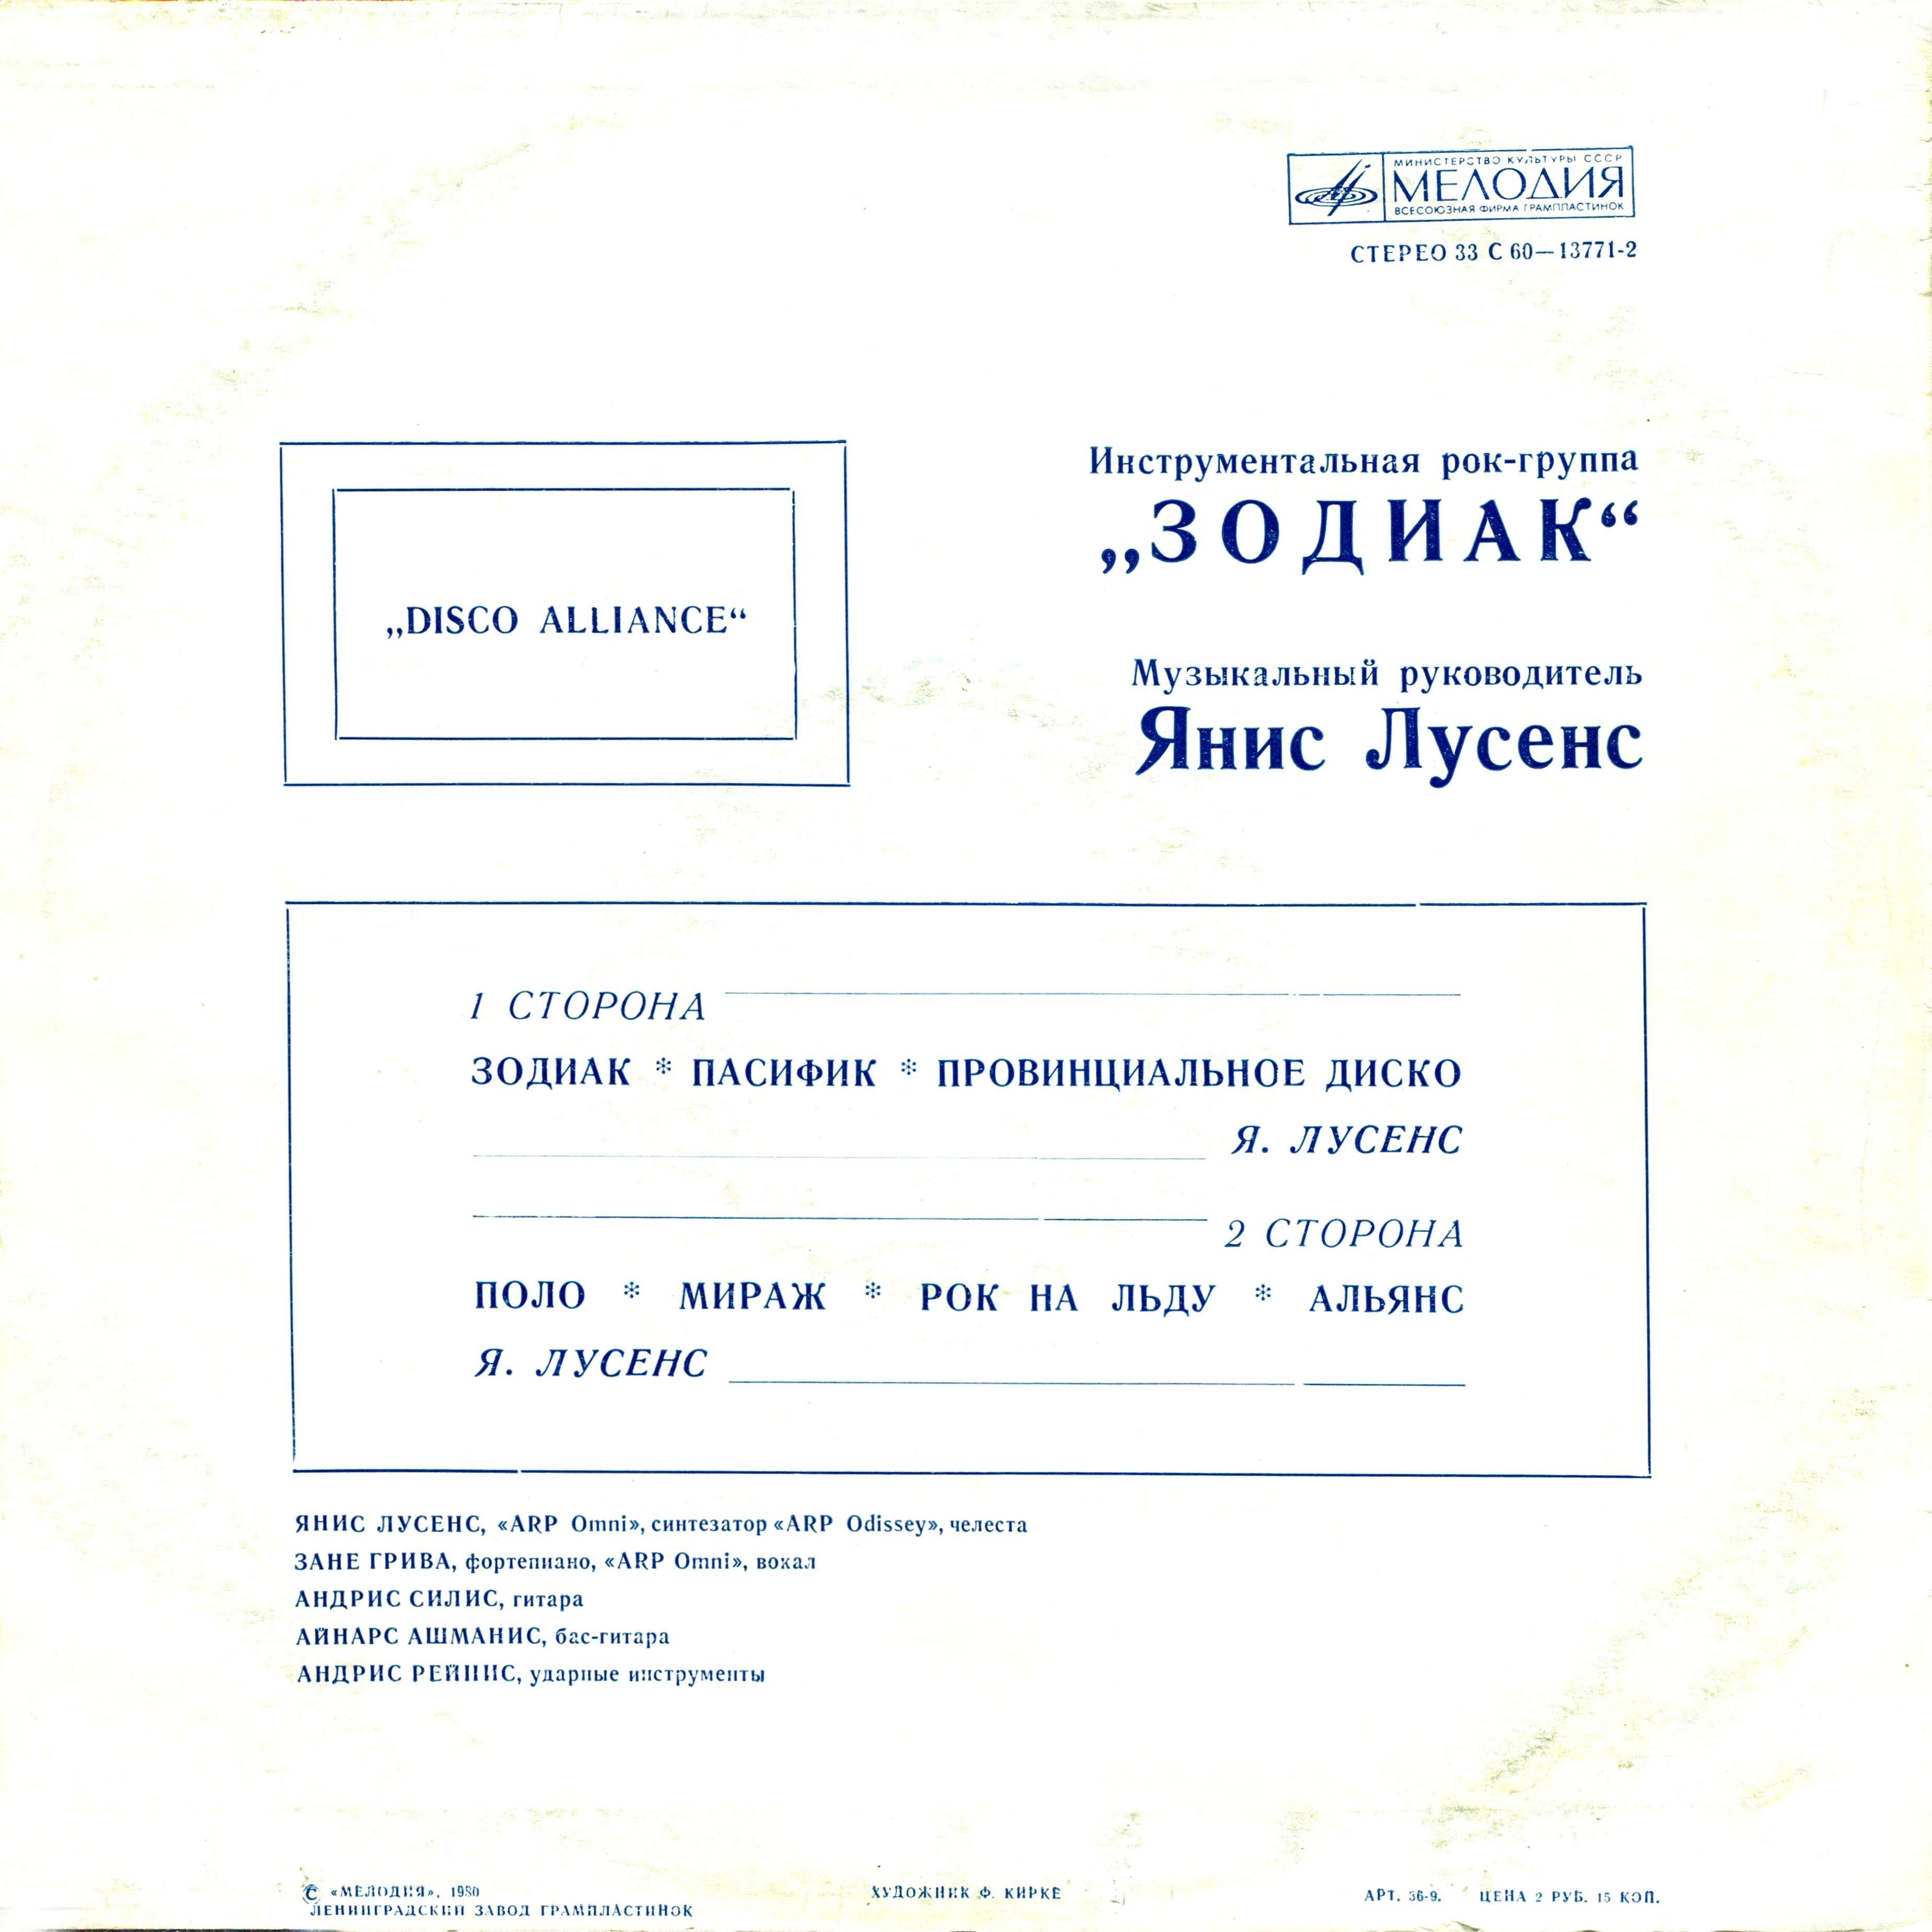 МИНИСТЕРСТВО КУЛЬТУРЫ СССР
МЕЛОДИЯ
ВСЕСОЮЗНАЯ ФИРМА ГРАМПЛАСТИНОК
СТЕРЕО 33 С 60—13771-2
Инструментальная рок-группа
„ЗОДИАК“
„DISCO ALLIANCE“
Музыкальный руководитель
Янис Лусенс
1 СТОРОНА
ЗОДИАК * ПАСИФИК * ПРОВИНЦИАЛЬНОЕ ДИСКО
Я. ЛУСЕНС
2 СТОРОНА
ПОЛО * МИРАЖ * РОК НА ЛЬДУ * АЛЬЯНС
Я. ЛУСЕНС
ЯНИС ЛУСЕНС, «ARP Omni», синтезатор «ARP Odissey», челеста
ЗАНЕ ГРИВА, фортепиано, «ARP Omni», вокал
АНДРИС СИЛИС, гитара
АЙНАРС АШМАНИС, бас-гитара
АНДРИС РЕЙНИС, ударные инструменты
© «МЕЛОДИЯ», 1980
ЛЕНИНГРАДСКИЙ ЗАВОД ГРАМПЛАСТИНОК
ХУДОЖНИК Ф. КИРКЕ
АРТ. 36-9. ЦЕНА 2 РУБ. 15 КОП.